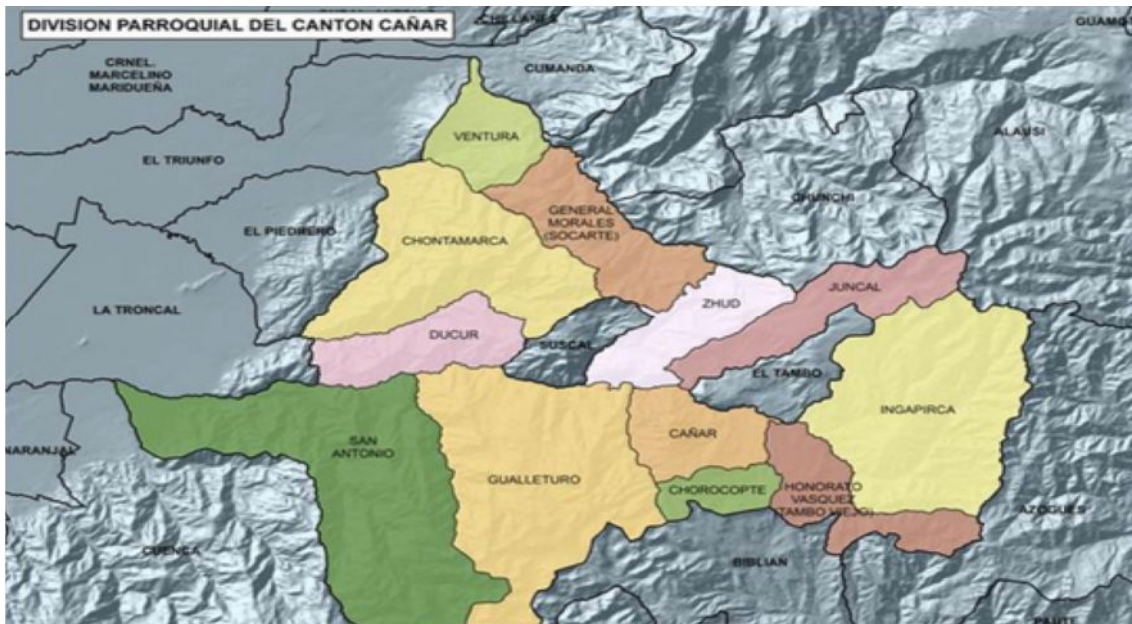 DIVISION PARROQUIAL DEL CANTON CAÑAR
CHILLANES
CRNEL.
MARCELINO
MARIDUEÑA
CUMANDA
VENTURA
EL TRIUNFO
ALAUSI
CHUNCHI
GENERAL
MORALES
(SOCARTE)
EL PIEDRERO
CHONTAMARCA
JUNCAL
ZHUD
LA TRONCAL
DUCUR
SUSCAL
EL TAMBO
INGAPIRCA
CAÑAR
SAN
ANTONIO
NARANJAL
GUALLETURO
CHOROCOPTE
HONORATO
VASQUEZ
(TAMBO VIEJO)
AZOGUES
CUENCA
BIBLIAN
PAUTE